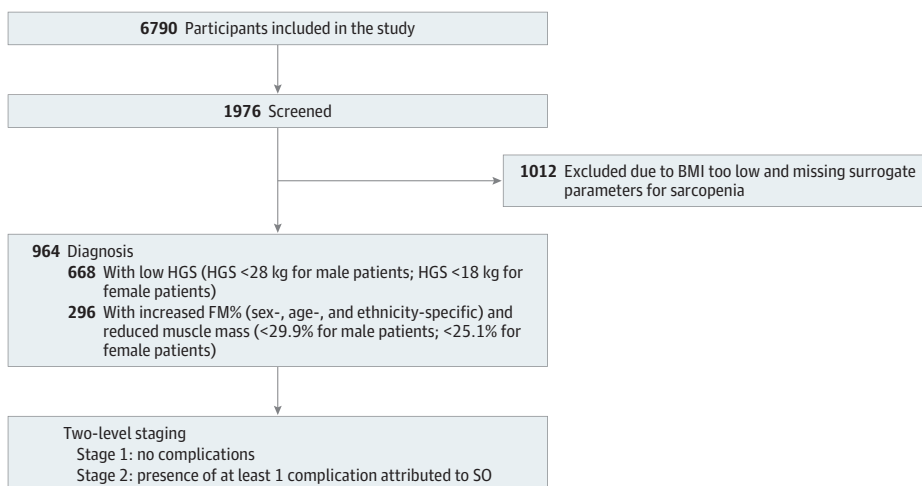 6790 Participants included in the study
1976 Screened
1012 Excluded due to BMI too low and missing surrogate
parameters for sarcopenia
964 Diagnosis
668 With low HGS (HGS <28 kg for male patients; HGS <18 kg for
female patients)
296 With increased FM% (sex-, age-, and ethnicity-specific) and
reduced muscle mass (<29.9% for male patients; <25.1% for
female patients)
Two-level staging
Stage 1: no complications
Stage 2: presence of at least 1 complication attributed to SO